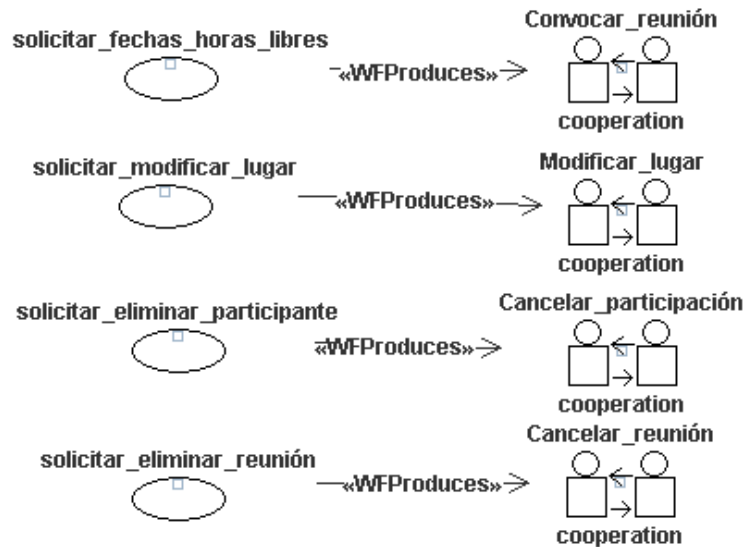 Convocar_reunión
solicitar_fechas_horas_libres
«WFProduces»
cooperation
Modificar_lugar
solicitar_modificar_lugar
«WFProduces»
cooperation
Cancelar_participación
solicitar_eliminar_participante
«WFProduces»
cooperation
Cancelar_reunión
solicitar_eliminar_reunión
«WFProduces»
cooperation